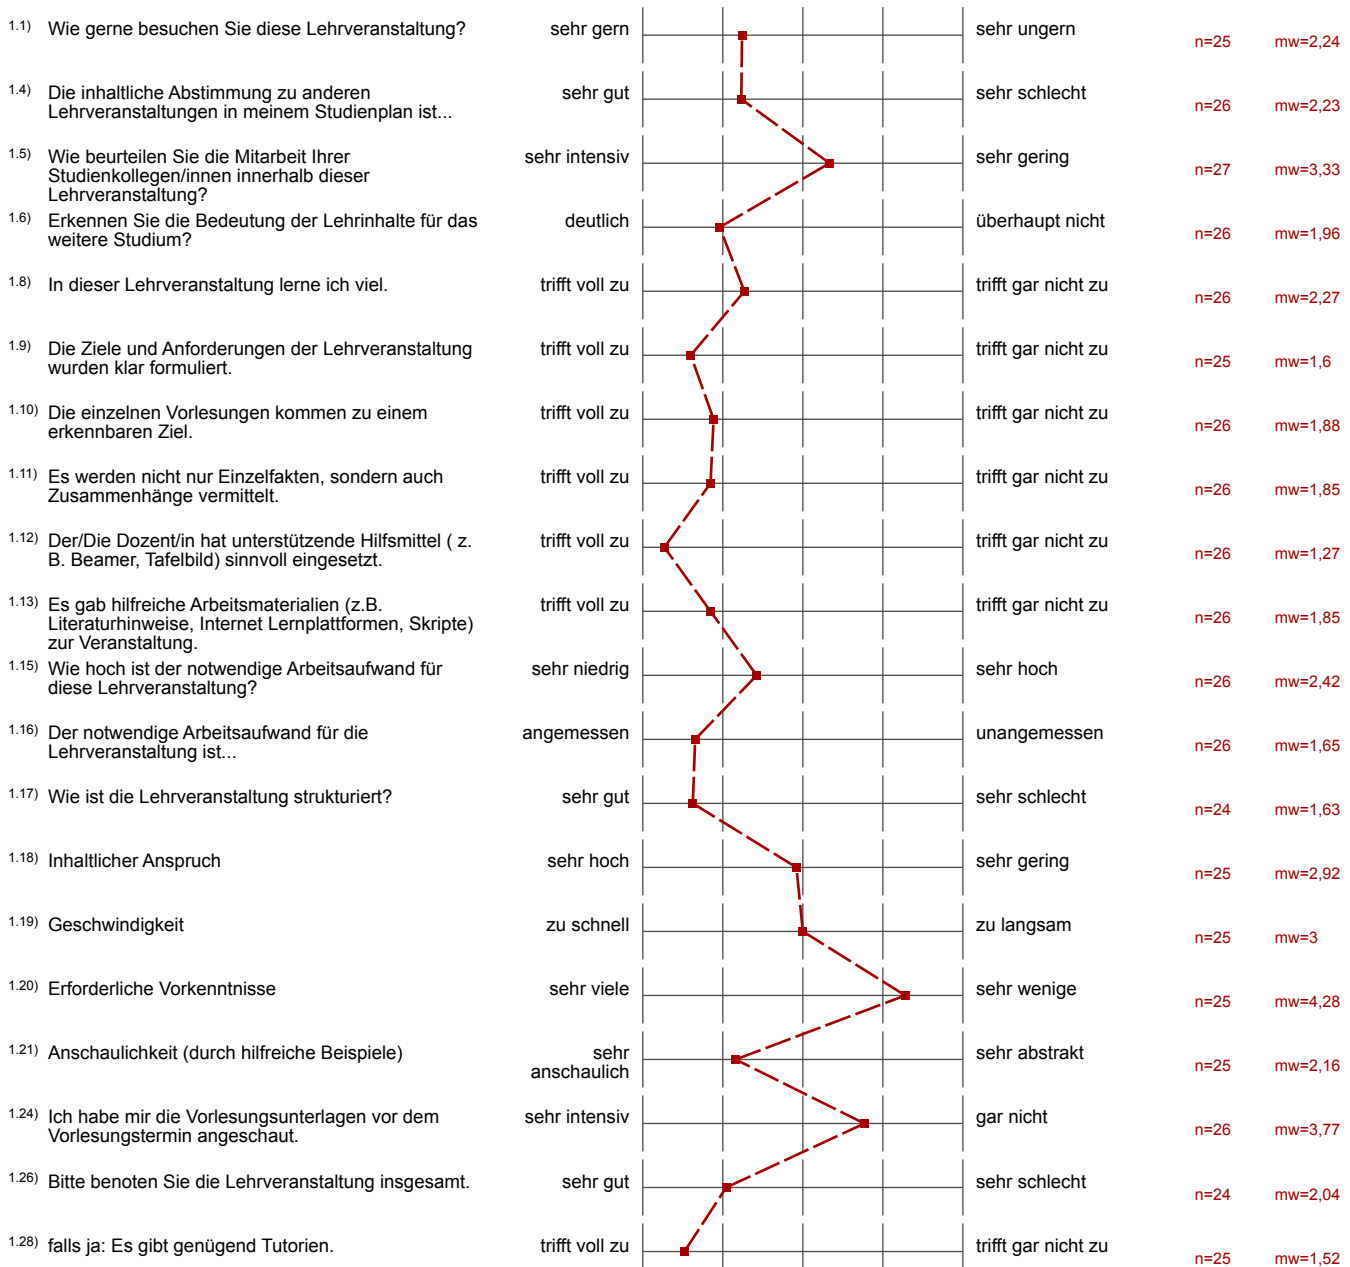 1.1) Wie gerne besuchen Sie diese Lehrveranstaltung? sehr gern sehr ungern n=25 mw=2,24
1.4) Die inhaltliche Abstimmung zu anderen
Lehrveranstaltungen in meinem Studienplan ist... sehr gut sehr schlecht n=26 mw=2,23
1.5) Wie beurteilen Sie die Mitarbeit Ihrer
Studienkollegen/innen innerhalb dieser
Lehrveranstaltung? sehr intensiv sehr gering n=27 mw=3,33
1.6) Erkennen Sie die Bedeutung der Lehrinhalte für das
weitere Studium? deutlich überhaupt nicht n=26 mw=1,96
1.8) In dieser Lehrveranstaltung lerne ich viel. trifft voll zu trifft gar nicht zu n=26 mw=2,27
1.9) Die Ziele und Anforderungen der Lehrveranstaltung
wurden klar formuliert. trifft voll zu trifft gar nicht zu n=25 mw=1,6
1.10) Die einzelnen Vorlesungen kommen zu einem
erkennbaren Ziel. trifft voll zu trifft gar nicht zu n=26 mw=1,88
1.11) Es werden nicht nur Einzelfakten, sondern auch
Zusammenhänge vermittelt. trifft voll zu trifft gar nicht zu n=26 mw=1,85
1.12) Der/Die Dozent/in hat unterstützende Hilfsmittel ( z.
B. Beamer, Tafelbild) sinnvoll eingesetzt. trifft voll zu trifft gar nicht zu n=26 mw=1,27
1.13) Es gab hilfreiche Arbeitsmaterialien (z.B.
Literaturhinweise, Internet Lernplattformen, Skripte)
zur Veranstaltung. trifft voll zu trifft gar nicht zu n=26 mw=1,85
1.15) Wie hoch ist der notwendige Arbeitsaufwand für
diese Lehrveranstaltung? sehr niedrig sehr hoch n=26 mw=2,42
1.16) Der notwendige Arbeitsaufwand für die
Lehrveranstaltung ist... angemessen unangemessen n=26 mw=1,65
1.17) Wie ist die Lehrveranstaltung strukturiert? sehr gut sehr schlecht n=24 mw=1,63
1.18) Inhaltlicher Anspruch sehr hoch sehr gering n=25 mw=2,92
1.19) Geschwindigkeit zu schnell zu langsam n=25 mw=3
1.20) Erforderliche Vorkenntnisse sehr viele sehr wenige n=25 mw=4,28
1.21) Anschaulichkeit (durch hilfreiche Beispiele) sehr
anschaulich sehr abstrakt n=25 mw=2,16
1.24) Ich habe mir die Vorlesungsunterlagen vor dem
Vorlesungstermin angeschaut. sehr intensiv gar nicht n=26 mw=3,77
1.26) Bitte benoten Sie die Lehrveranstaltung insgesamt. sehr gut sehr schlecht n=24 mw=2,04
1.28) falls ja: Es gibt genügend Tutorien. trifft voll zu trifft gar nicht zu n=25 mw=1,52